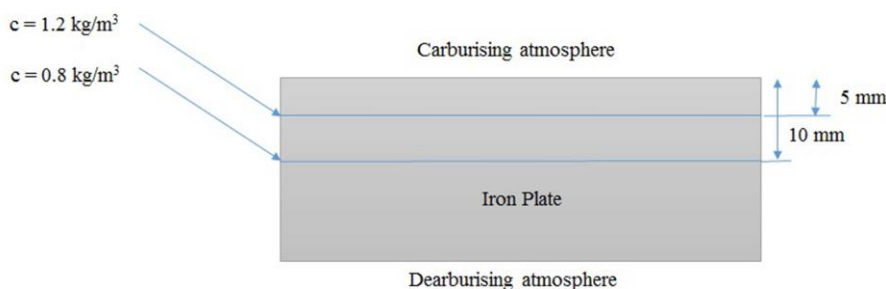 c = 1.2 kg/m³
c = 0.8 kg/m³
Carburising atmosphere
5 mm
10 mm
Iron Plate
Dearburising atmosphere